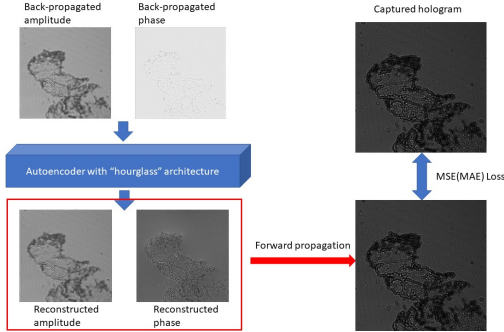 Back-propagated
amplitude
Back-propagated
phase
Captured hologram
Autoencoder with “hourglass” architecture
MSE(MAE) Loss
Forward propagation
Reconstructed
amplitude
Reconstructed
phase